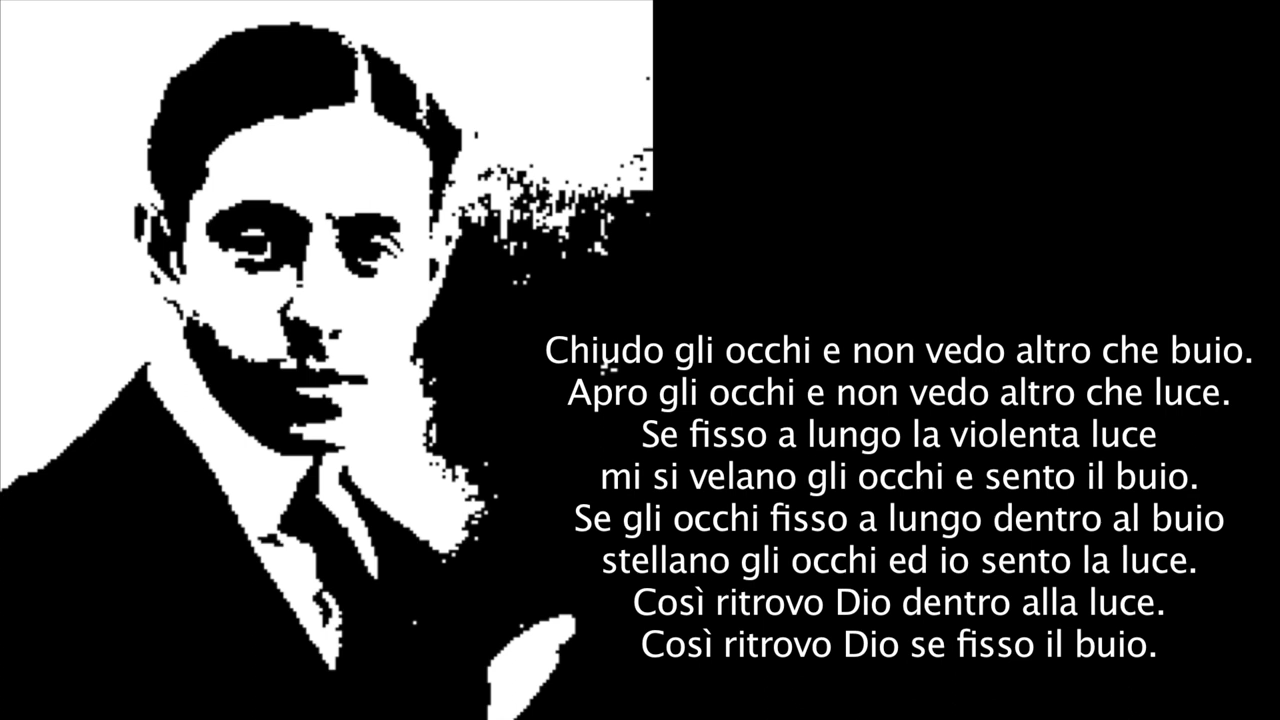 Chiudo gli occhi e non vedo altro che buio.
Apro gli occhi e non vedo altro che luce.
Se fisso a lungo la violenta luce
mi si velano gli occhi e sento il buio.
Se gli occhi fisso a lungo dentro al buio
stellano gli occhi ed io sento la luce.
Così ritrovo Dio dentro alla luce.
Così ritrovo Dio se fisso il buio.